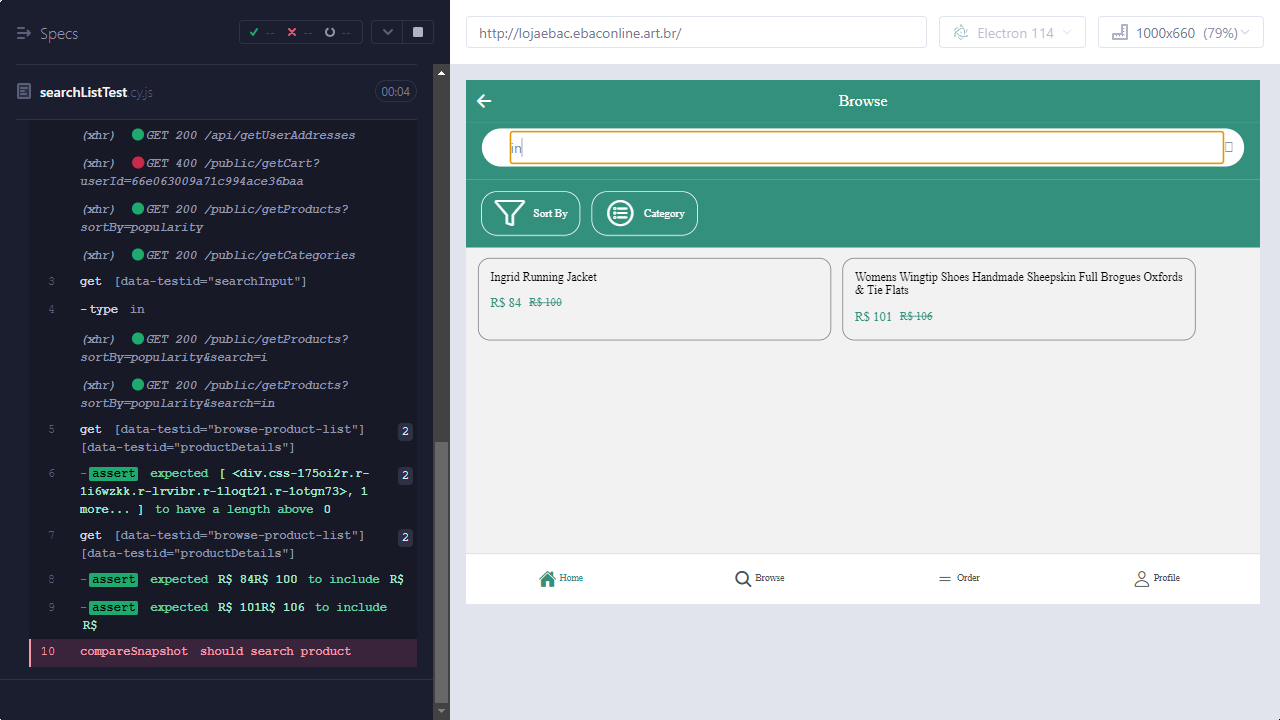 Specs
-- -- --
searchListTest.cy.js
00:04
(xhr) GET 200 /api/getUserAddresses
(xhr) GET 400 /public/getCart?
userId=66e063009a71c994ace36baa
(xhr) GET 200 /public/getProducts?
sortBy=popularity
(xhr) GET 200 /public/getCategories
3 get [data-testid="searchInput"]
4 -type in
(xhr) GET 200 /public/getProducts?
sortBy=popularity&search=i
(xhr) GET 200 /public/getProducts?
sortBy=popularity&search=in
5 get [data-testid="browse-product-list"] 2
[data-testid="productDetails"]
6 -assert expected [ <div.css-175oi2r.r- 2
1i6wzkk.r-lrvibr.r-1loqt21.r-1otgn73>, 1
more... ] to have a length above 0
7 get [data-testid="browse-product-list"] 2
[data-testid="productDetails"]
8 -assert expected R$ 84R$ 100 to include R$
9 -assert expected R$ 101R$ 106 to include
R$
10 compareSnapshot should search product
http://lojaebac.ebaconline.art.br/
Electron 114
1000x660 (79%)
Browse
in
Sort By
Category
Ingrid Running Jacket
R$ 84 R$ 100
Womens Wingtip Shoes Handmade Sheepskin Full Brogues Oxfords
& Tie Flats
R$ 101 R$ 106
Home
Browse
Order
Profile